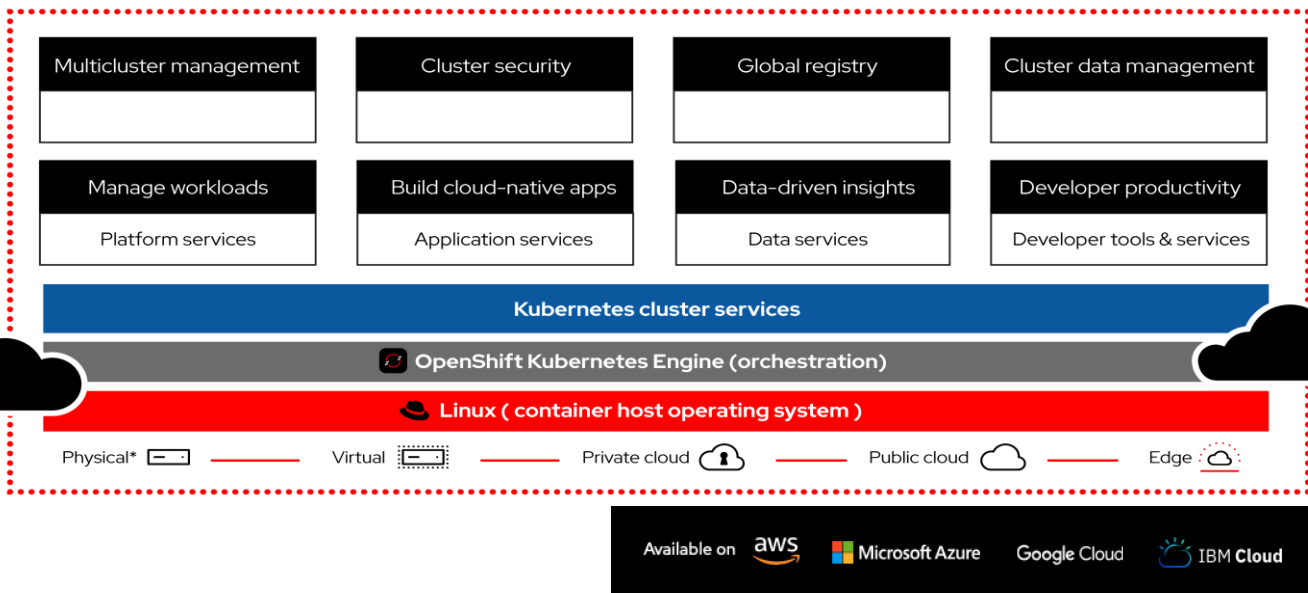 Multicluster management
Cluster security
Global registry
Cluster data management
Manage workloads
Build cloud-native apps
Data-driven insights
Developer productivity
Platform services
Application services
Data services
Developer tools & services
Kubernetes cluster services
OpenShift Kubernetes Engine (orchestration)
Linux ( container host operating system )
Physical*
Virtual
Private cloud
Public cloud
Edge
Available on
aws
Microsoft Azure
Google Cloud
IBM Cloud